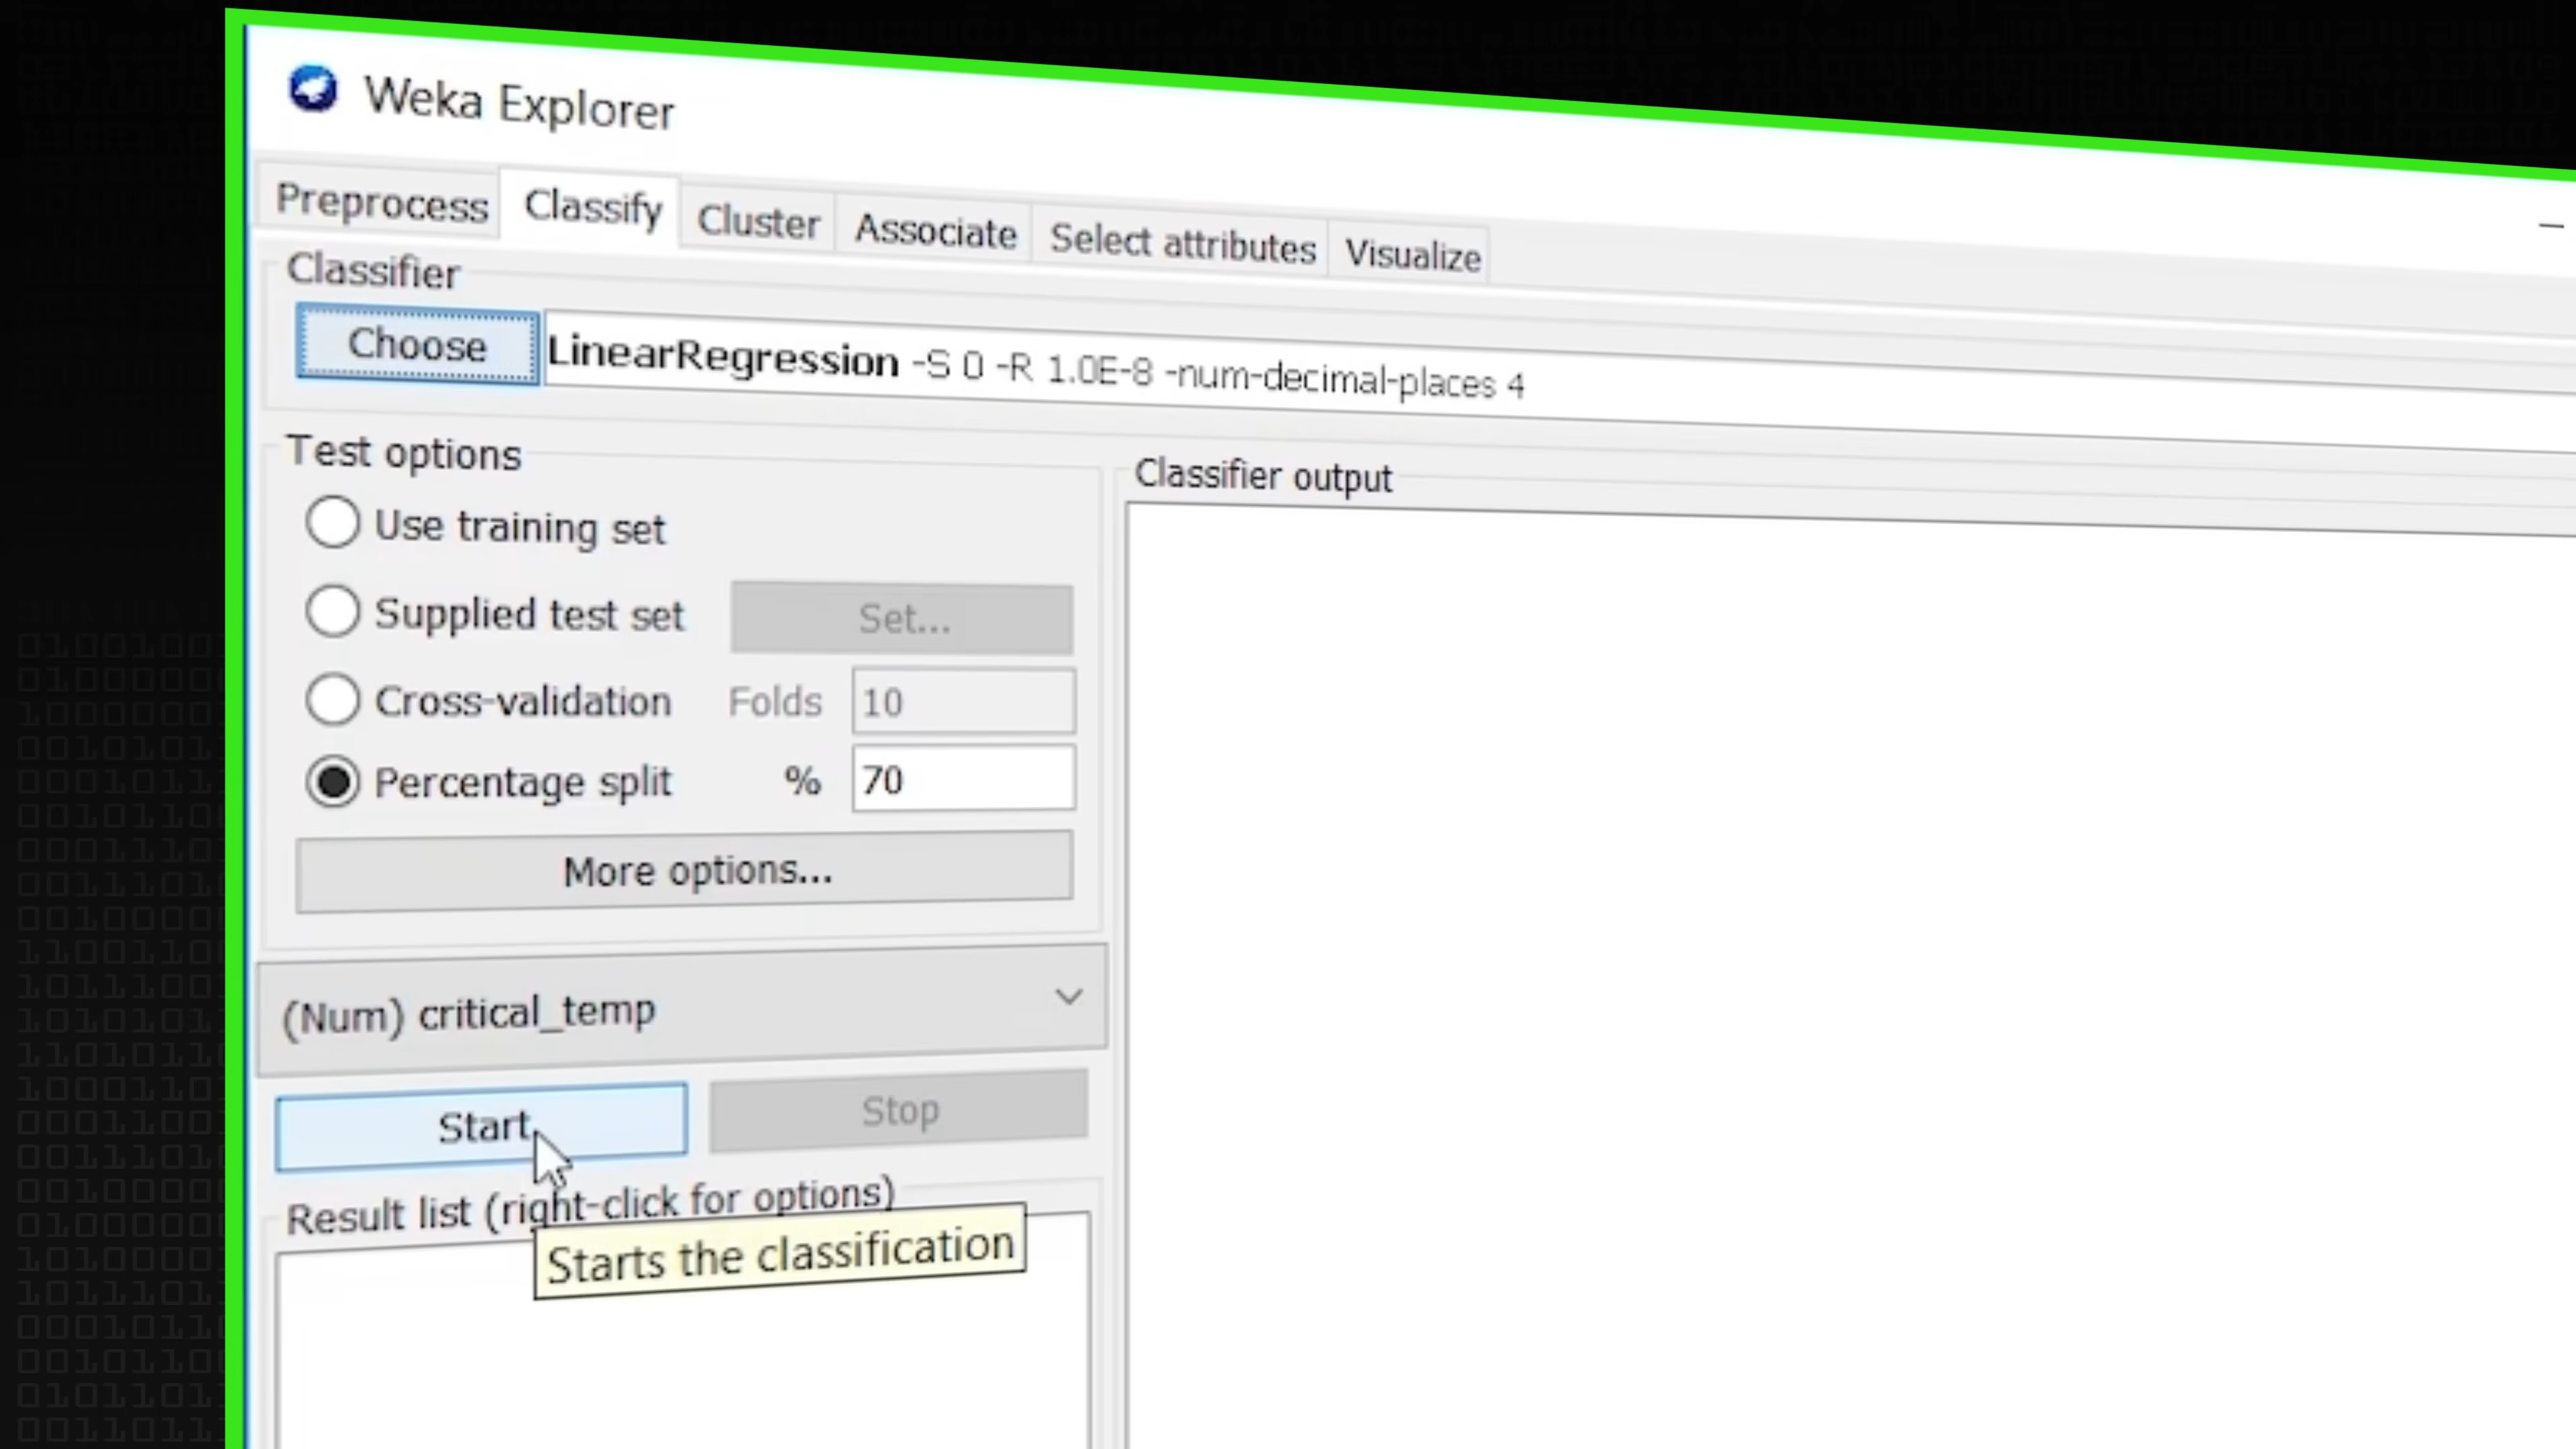 Weka Explorer
Preprocess Classify Cluster Associate Select attributes Visualize
Classifier
Choose LinearRegression -S 0 -R 1.0E-8 -num-decimal-places 4
Test options
Classifier output
Use training set
Supplied test set Set...
Cross-validation Folds 10
Percentage split % 70
More options...
(Num) critical_temp
Start Stop
Result list (right-click for options)
Starts the classification